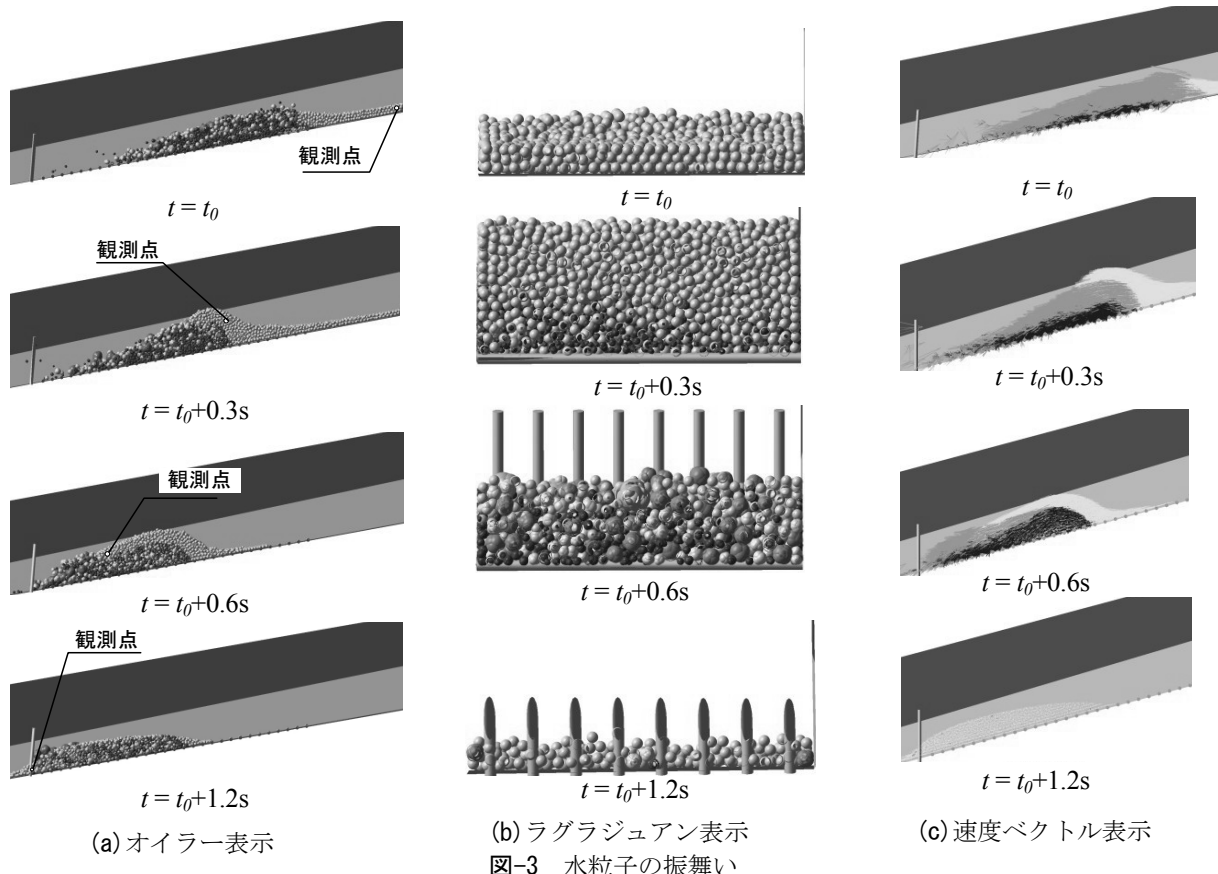 観測点
t = t0
t = t0
t = t0
観測点
t = t0+0.3s
t = t0+0.3s
t = t0+0.3s
観測点
t = t0+0.6s
t = t0+0.6s
t = t0+0.6s
観測点
t = t0+1.2s
t = t0+1.2s
t = t0+1.2s
(a)オイラー表示
(b)ラグラジュアン表示
(c)速度ベクトル表示
図-3 水粒子の振舞い